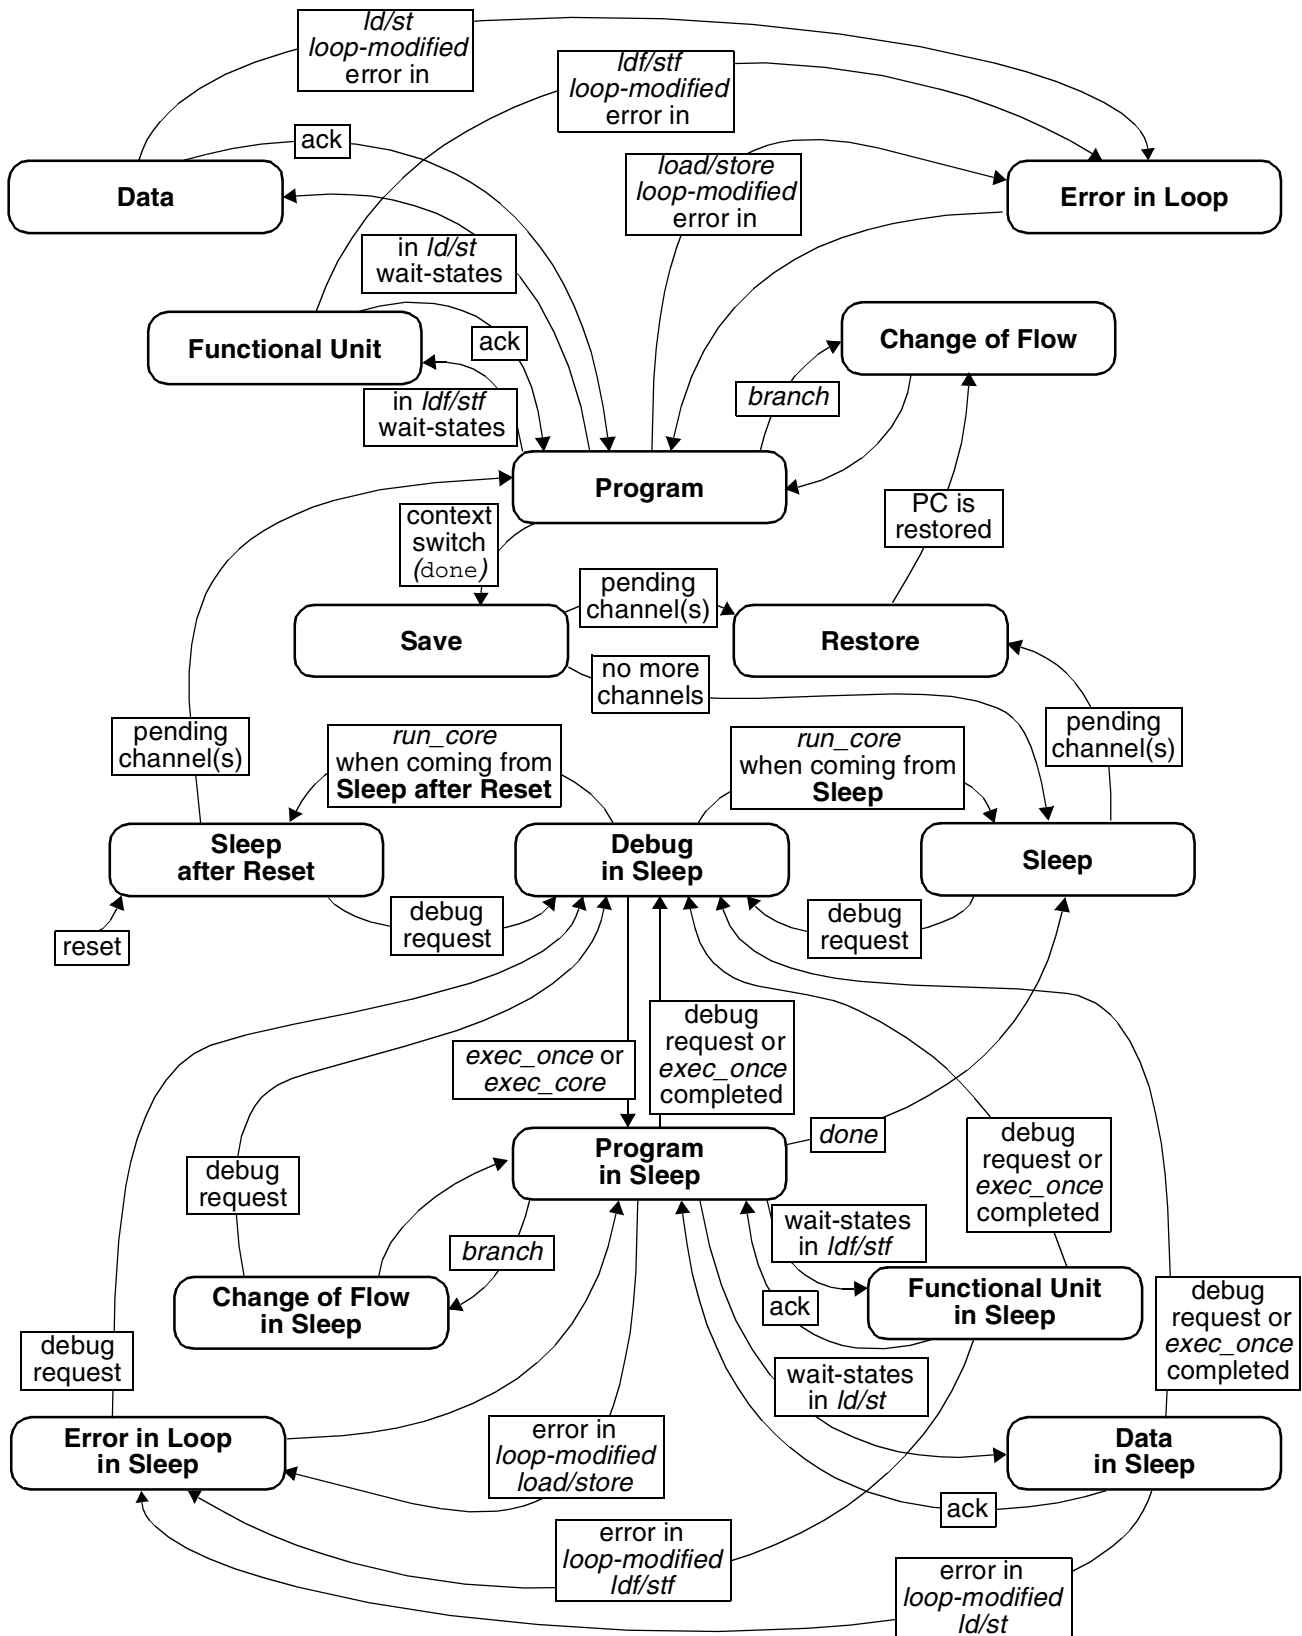 ld/st
loop-modified
error in
ldf/stf
loop-modified
error in
ack
load/store
loop-modified
error in
Data
Error in Loop
in ld/st
wait-states
Functional Unit
ack
Change of Flow
in ldf/stf
wait-states
branch
Program
context
switch
(done)
PC is
restored
pending
channel(s)
Save
Restore
no more
channels
pending
channel(s)
run_core
when coming from
Sleep after Reset
run_core
when coming from
Sleep
pending
channel(s)
Sleep
after Reset
Debug
in Sleep
Sleep
reset
debug
request
debug
request
exec_once or
exec_core
debug
request or
exec_once
completed
done
Program
in Sleep
debug
request or
exec_once
completed
debug
request
branch
wait-states
in ldf/stf
Change of Flow
in Sleep
ack
Functional Unit
in Sleep
debug
request
debug
request or
exec_once
completed
wait-states
in ld/st
Error in Loop
in Sleep
error in
loop-modified
load/store
Data
in Sleep
ack
error in
loop-modified
ldf/stf
error in
loop-modified
ld/st